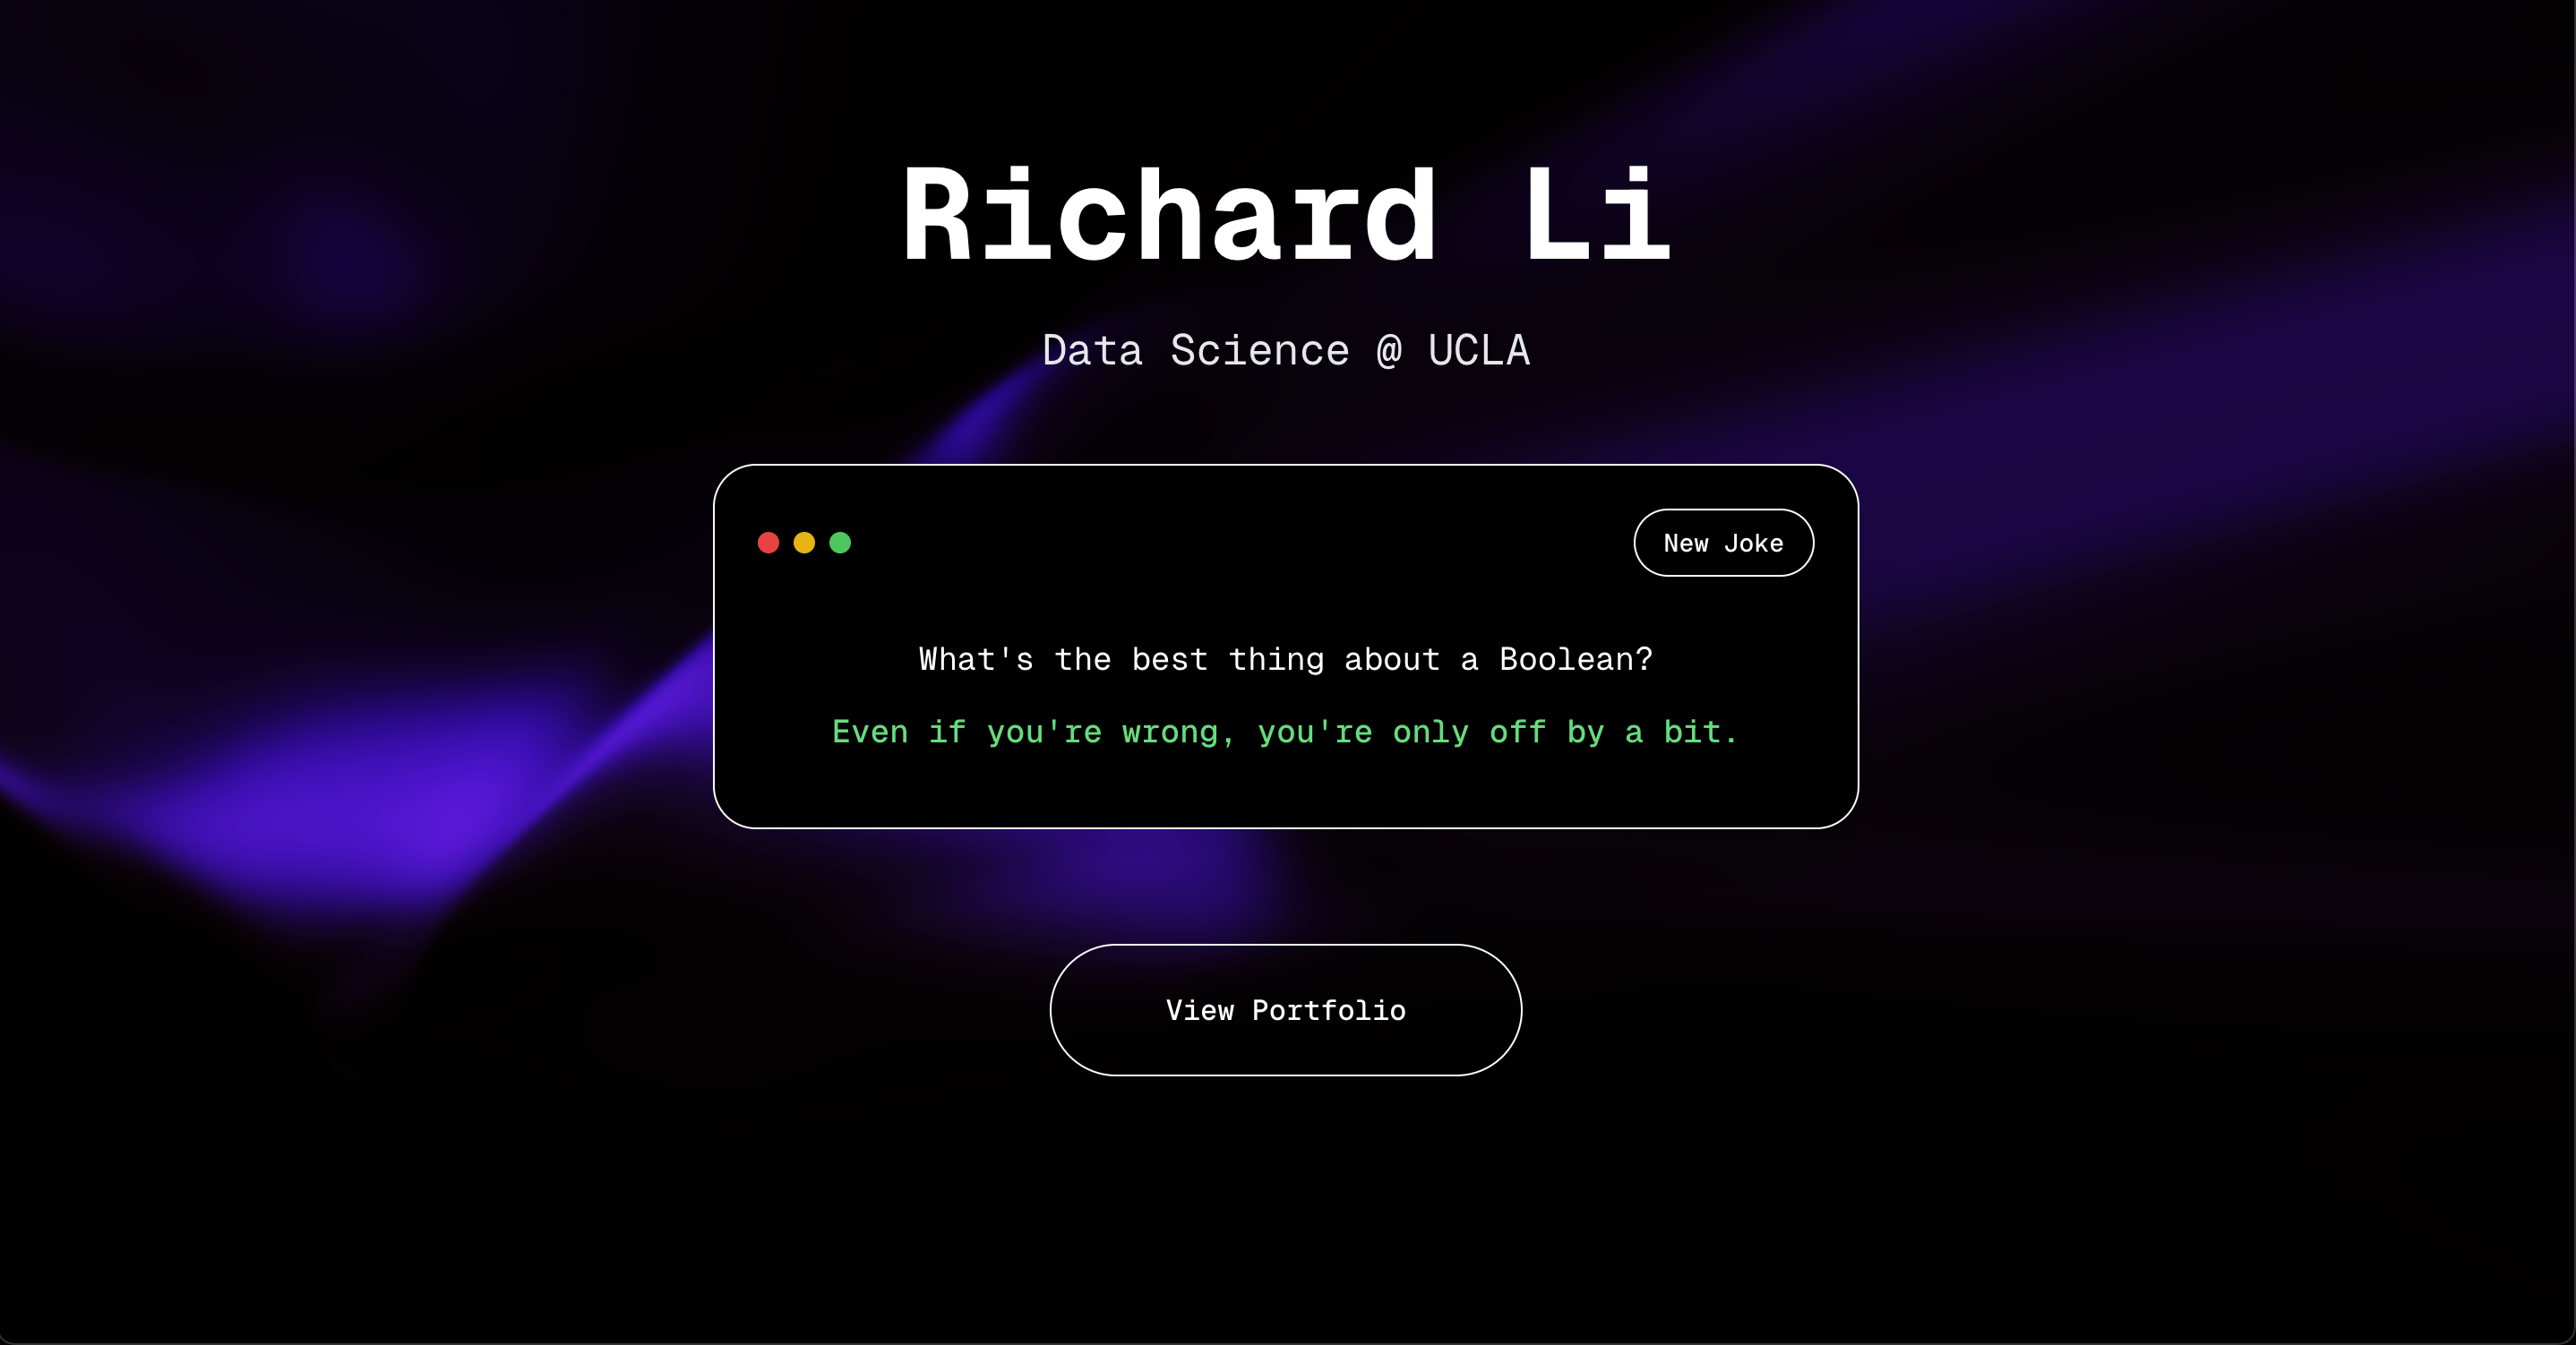 Richard Li
Data Science @ UCLA
New Joke
What's the best thing about a Boolean?
Even if you're wrong, you're only off by a bit.
View Portfolio